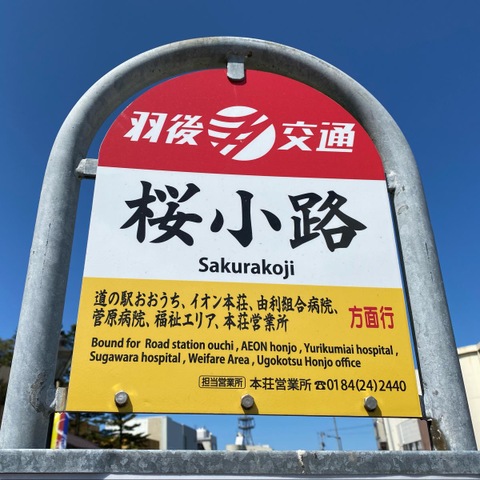 羽後 交通
桜小路
Sakurakoji
道の駅おおうち、イオン本荘、由利組合病院、
菅原病院、福祉エリア、本荘営業所 方面行
Bound for Road station ouchi , AEON honjo , Yurikumiai hospital ,
Sugawara hospital , Weifare Area , Ugokotsu Honjo office
担当営業所 本荘営業所 ☎0184(24)2440